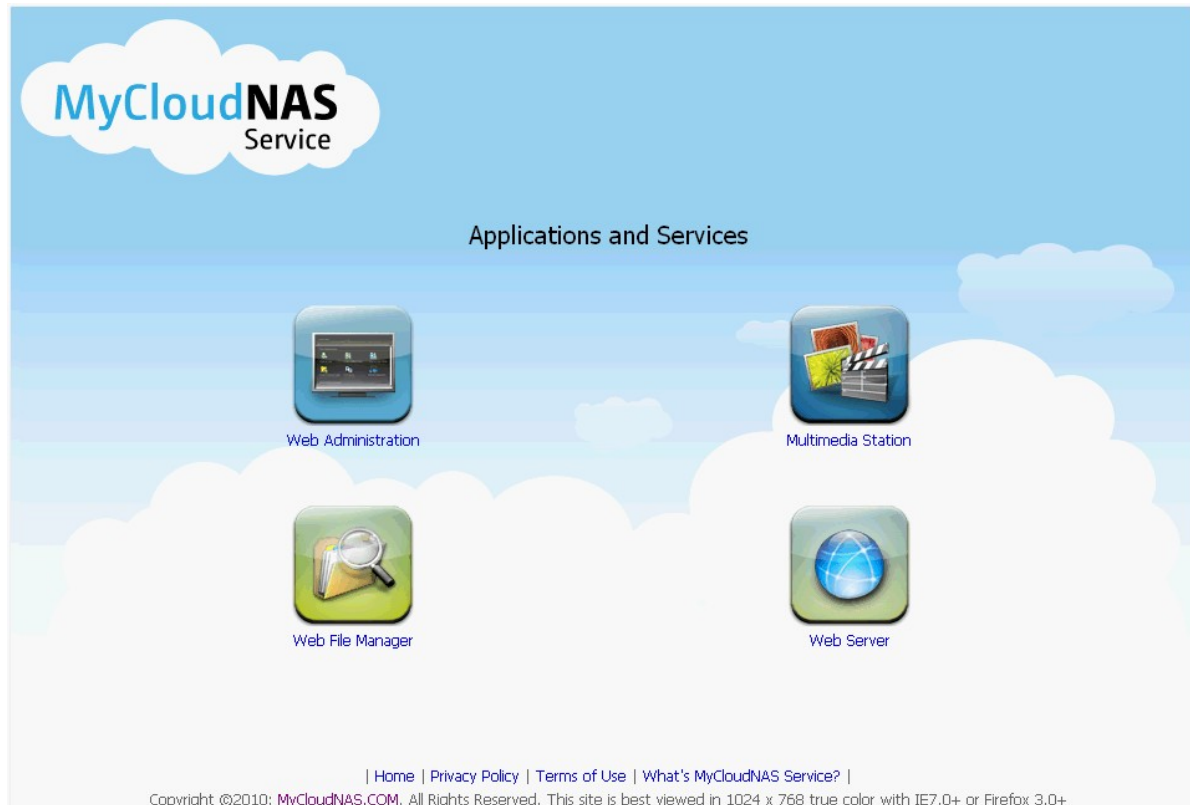 MyCloudNAS
Service
Applications and Services
Web Administration
Multimedia Station
Web File Manager
Web Server
| Home | Privacy Policy | Terms of Use | What's MyCloudNAS Service? |
Copyright ©2010: MyCloudNAS.COM. All Rights Reserved. This site is best viewed in 1024 x 768 true color with IE7.0+ or Firefox 3.0+